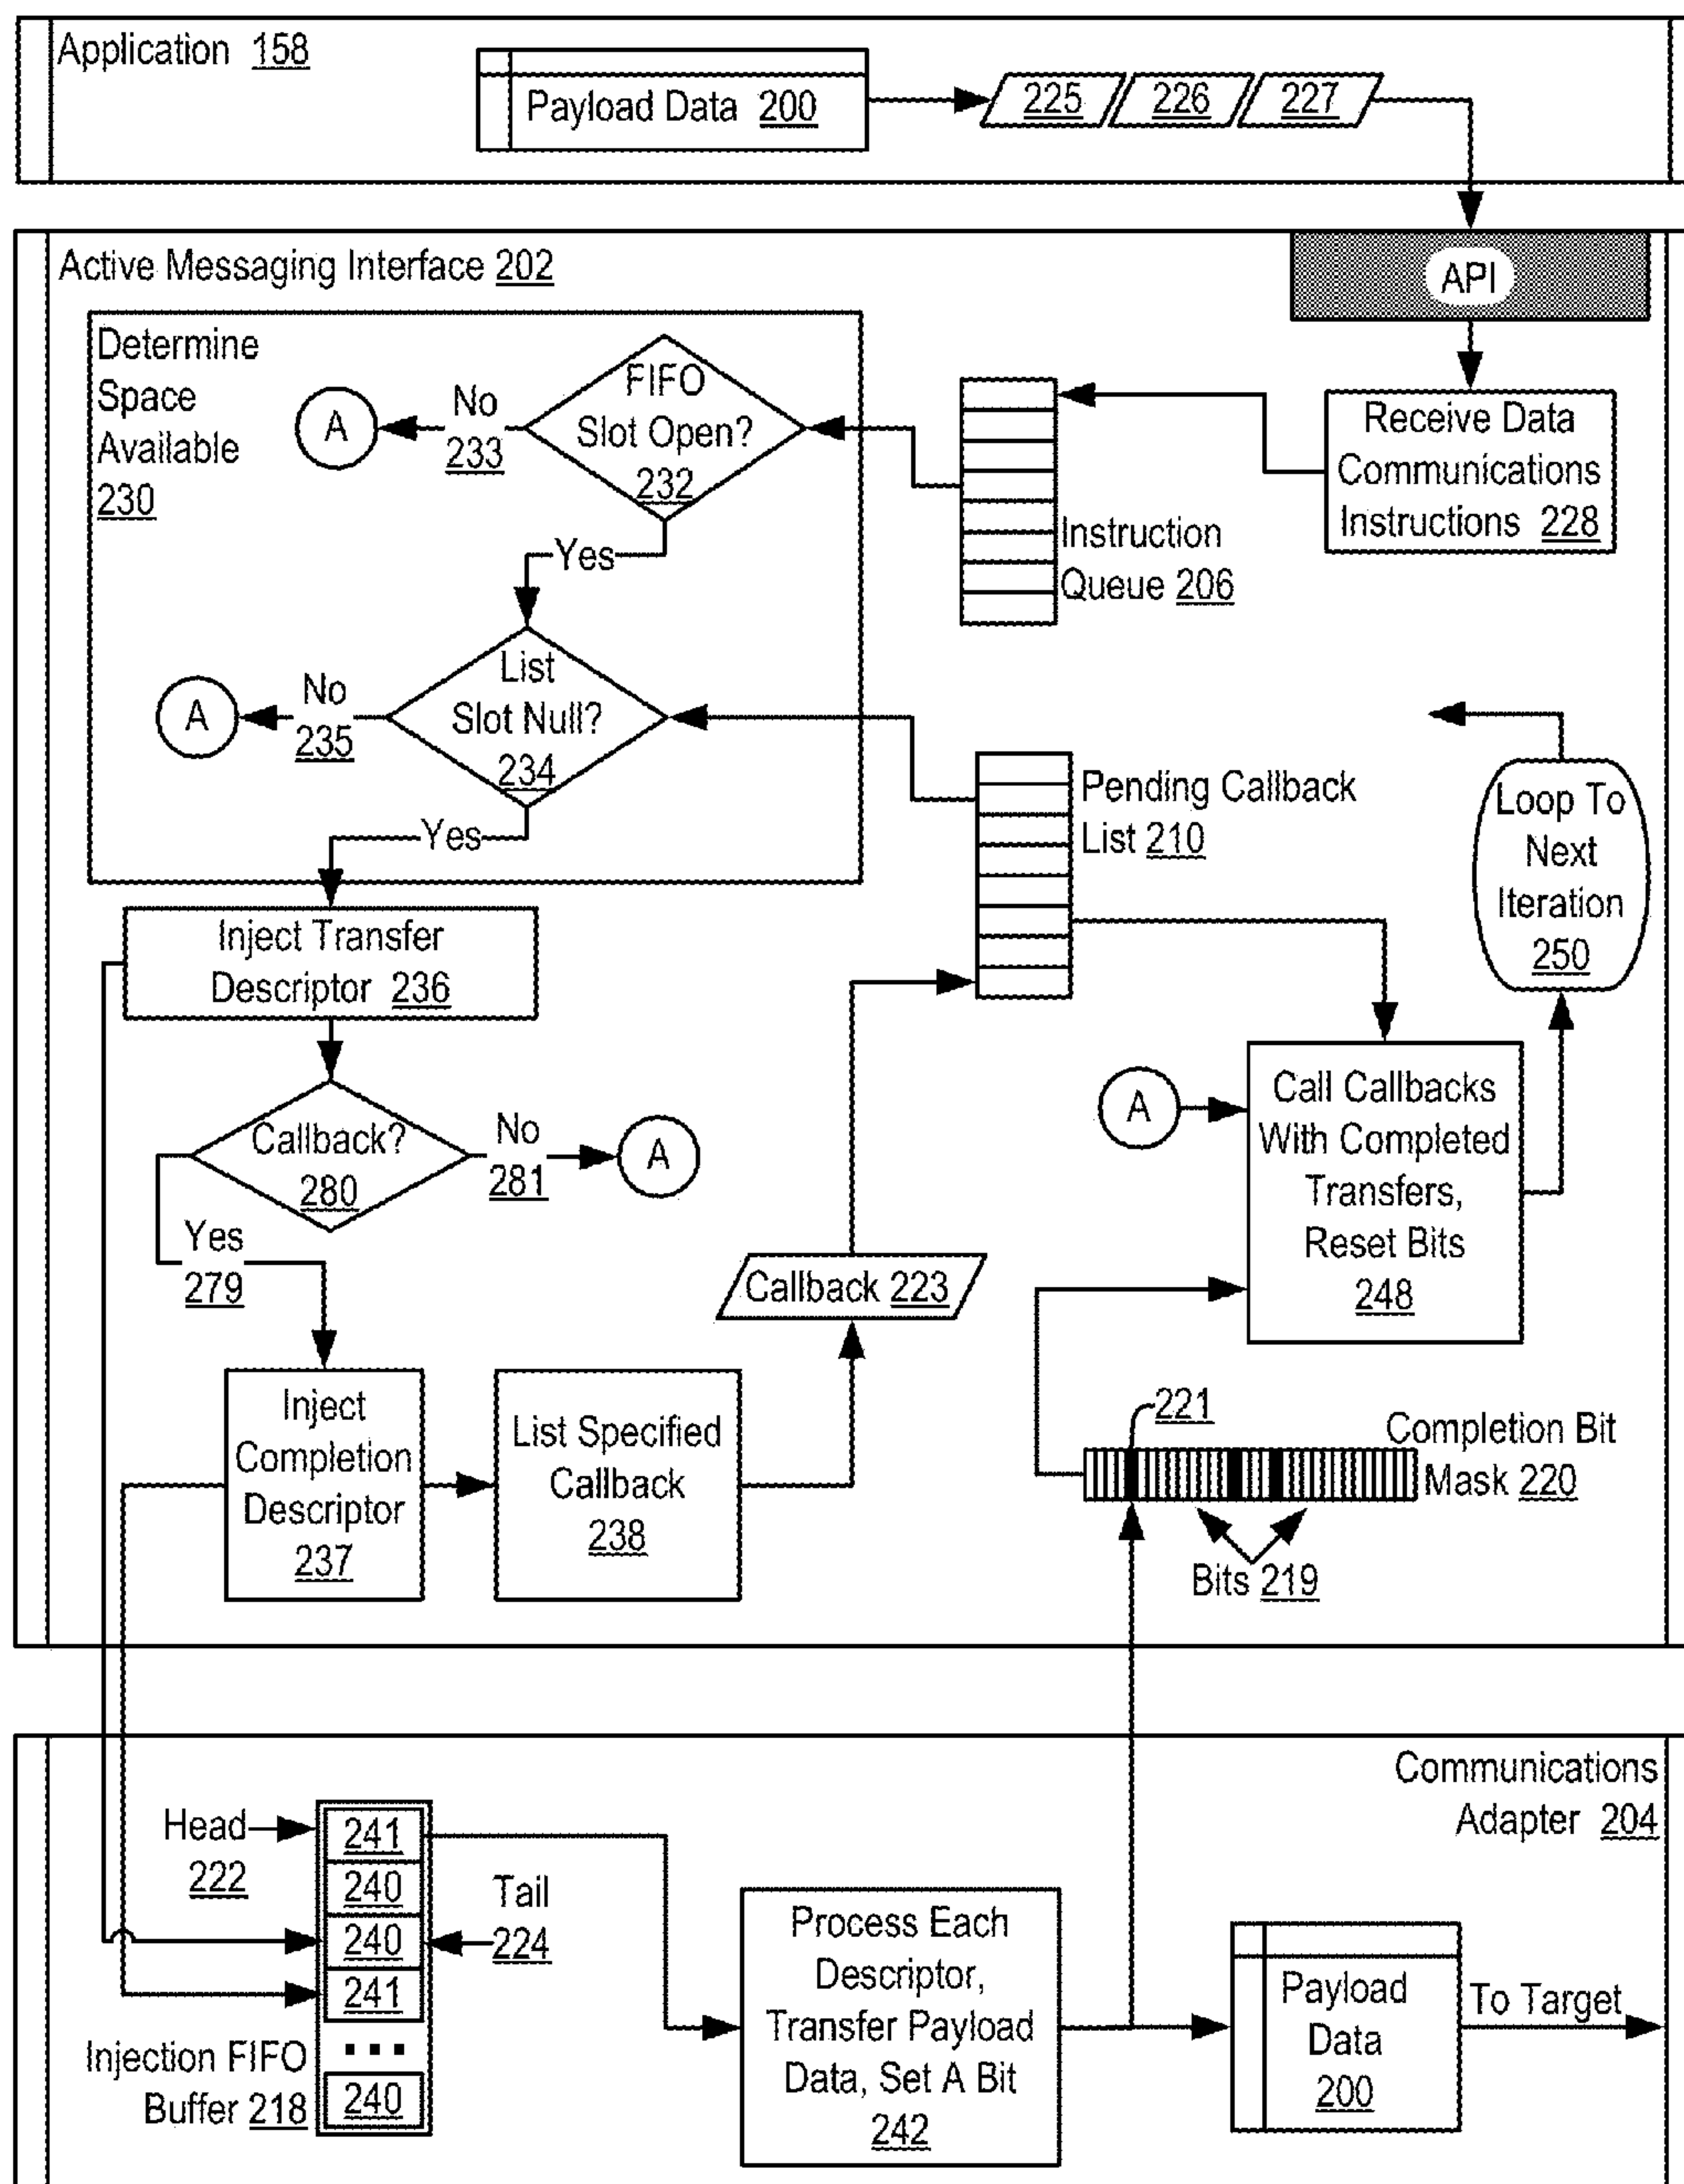 Application 158
Payload Data 200
225 226 227
API
Active Messaging Interface 202
Determine
Space
Available
230
FIFO
Slot Open?
232
No
233
A
Yes
Instruction
Queue 206
Receive Data
Communications
Instructions 228
List
Slot Null?
234
No
235
A
Yes
Pending Callback
List 210
Loop To
Next
Iteration
250
Inject Transfer
Descriptor 236
Callback?
280
No
281
A
Yes
279
A
Call Callbacks
With Completed
Transfers,
Reset Bits
248
Callback 223
Inject
Completion
Descriptor
237
List Specified
Callback
238
221
Completion Bit
Mask 220
Bits 219
Communications
Adapter 204
Head
222
241
240
240
241
...
240
Tail
224
Injection FIFO
Buffer 218
Process Each
Descriptor,
Transfer Payload
Data, Set A Bit
242
Payload
Data
200
To Target